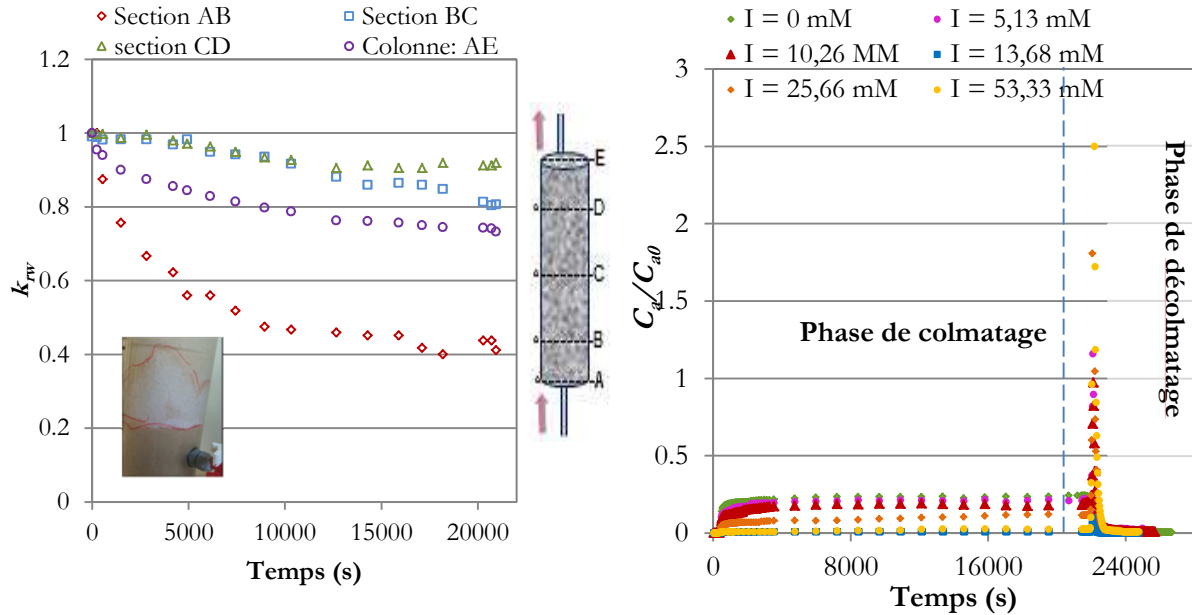 Section AB
Section BC
section CD
Colonne: AE
1.2
1
0.8
0.6
0.4
0.2
0
k_rw
0
5000
10000
15000
20000
Temps (s)
E
D
C
B
A
I = 0 mM
I = 5,13 mM
I = 10,26 MM
I = 13,68 mM
I = 25,66 mM
I = 53,33 mM
3
2.5
2
1.5
1
0.5
0
C_a/C_a0
Phase de colmatage
Phase de décolmatage
0
8000
16000
24000
Temps (s)